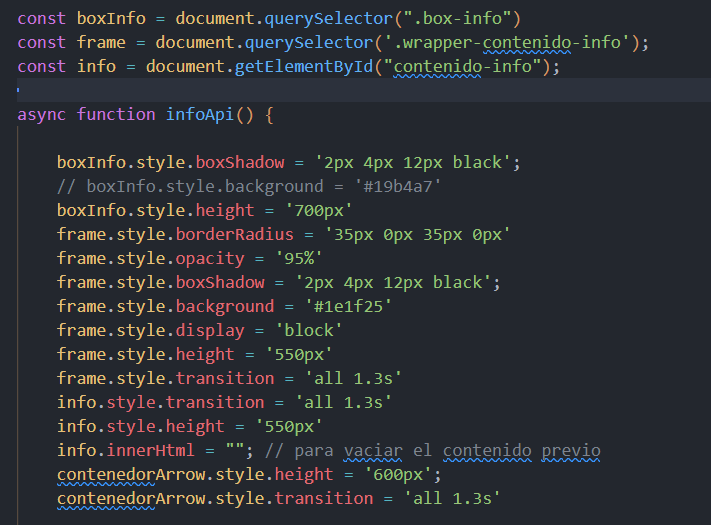 const boxInfo = document.querySelector(".box-info")
const frame = document.querySelector('.wrapper-contenido-info');
const info = document.getElementById("contenido-info");
async function infoApi() {
boxInfo.style.boxShadow = '2px 4px 12px black';
// boxInfo.style.background = '#19b4a7'
boxInfo.style.height = '700px'
frame.style.borderRadius = '35px 0px 35px 0px'
frame.style.opacity = '95%'
frame.style.boxShadow = '2px 4px 12px black';
frame.style.background = '#1e1f25'
frame.style.display = 'block'
frame.style.height = '550px'
frame.style.transition = 'all 1.3s'
info.style.transition = 'all 1.3s'
info.style.height = '550px'
info.innerHtml = ""; // para vaciar el contenido previo
contenedorArrow.style.height = '600px';
contenedorArrow.style.transition = 'all 1.3s'